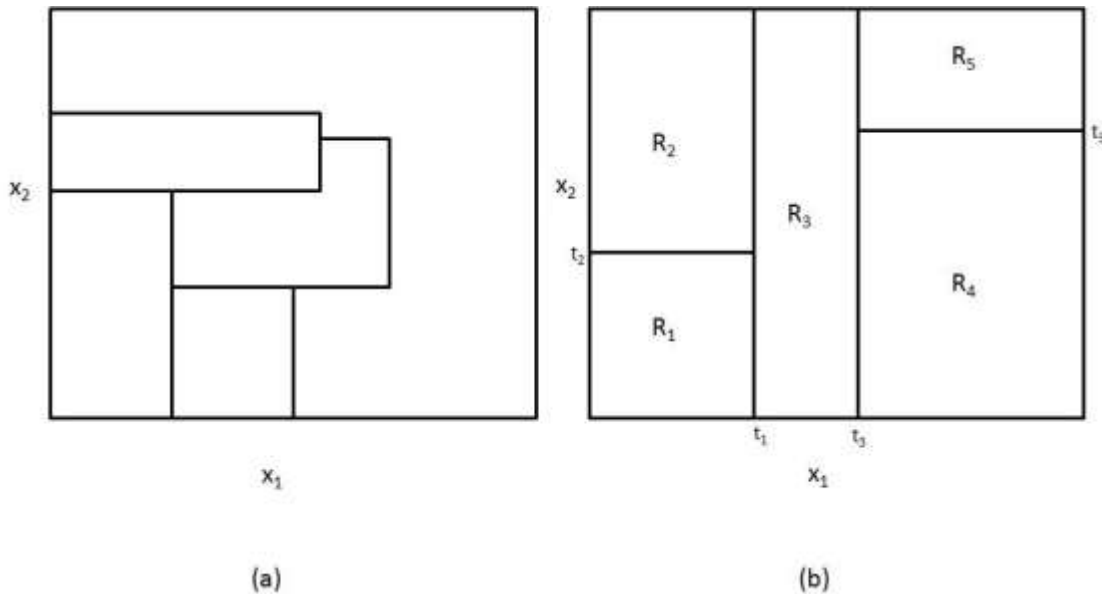 x₂
x₁
(a)
R₅
R₂
x₂
R₃
t₂
R₄
R₁
t₁
t₃
x₁
(b)